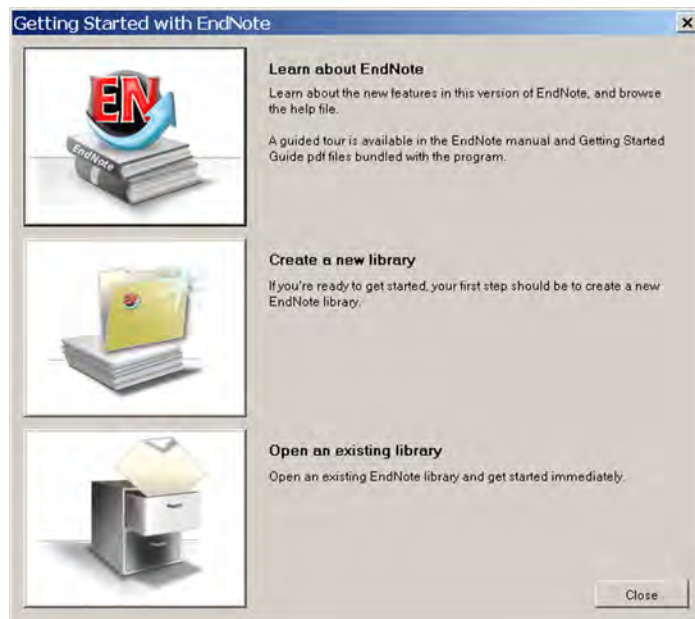 Getting Started with EndNote
EN
EndNote
Learn about EndNote
Learn about the new features in this version of EndNote, and browse
the help file.
A guided tour is available in the EndNote manual and Getting Started
Guide pdf files bundled with the program.
EN
Create a new library
If you're ready to get started, your first step should be to create a new
EndNote library.
Open an existing library
Open an existing EndNote library and get started immediately.
Close